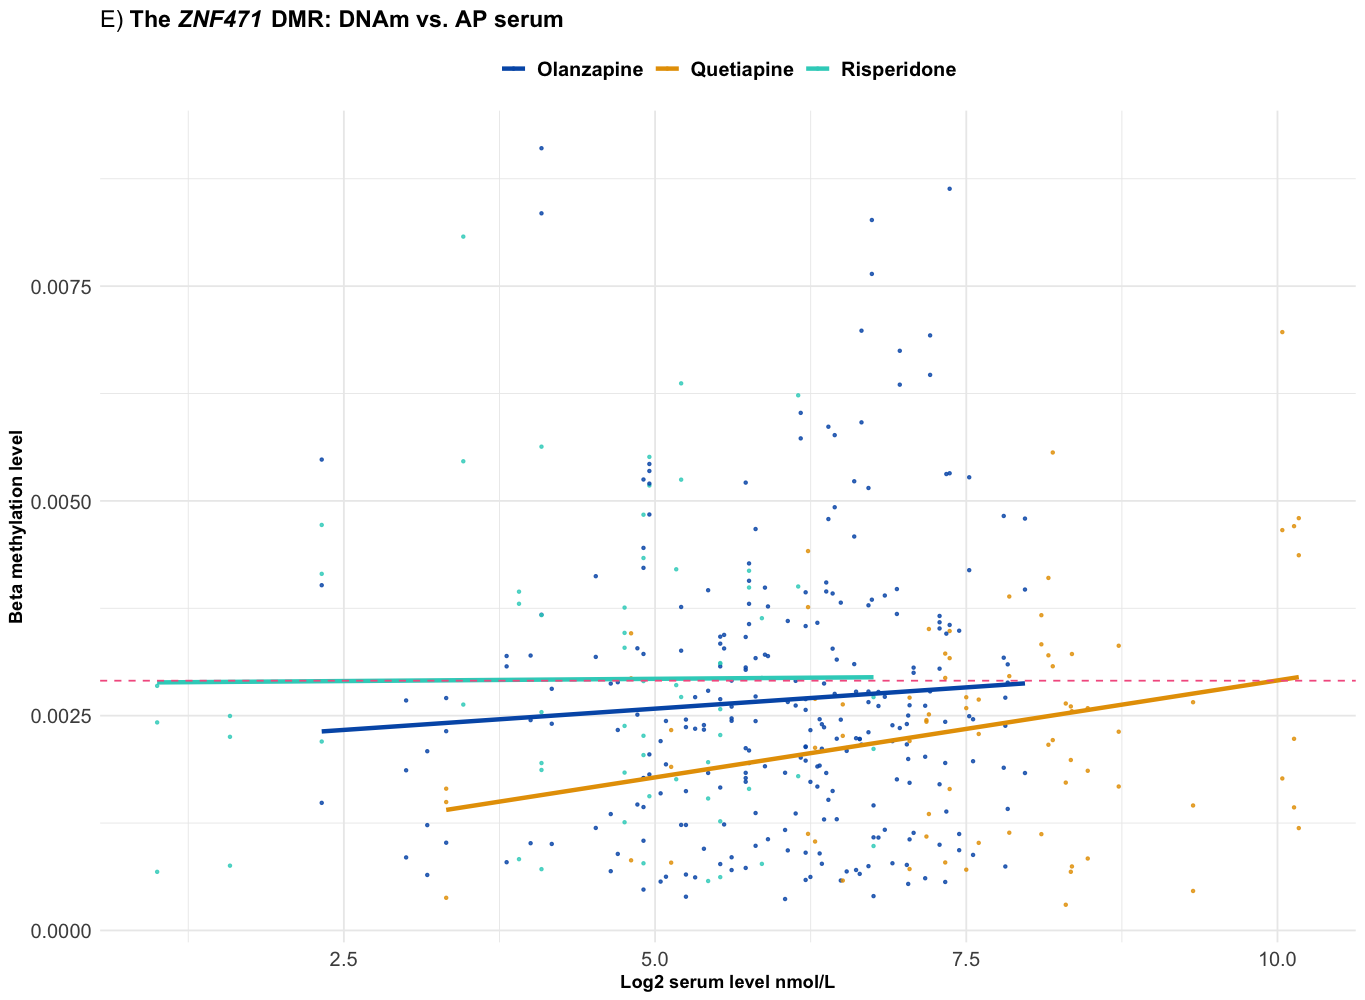 E) The ZNF471 DMR: DNAm vs. AP serum
Olanzapine Quetiapine Risperidone
Beta methylation level
0.0075
0.0050
0.0025
0.0000
2.5 5.0 7.5 10.0
Log2 serum level nmol/L